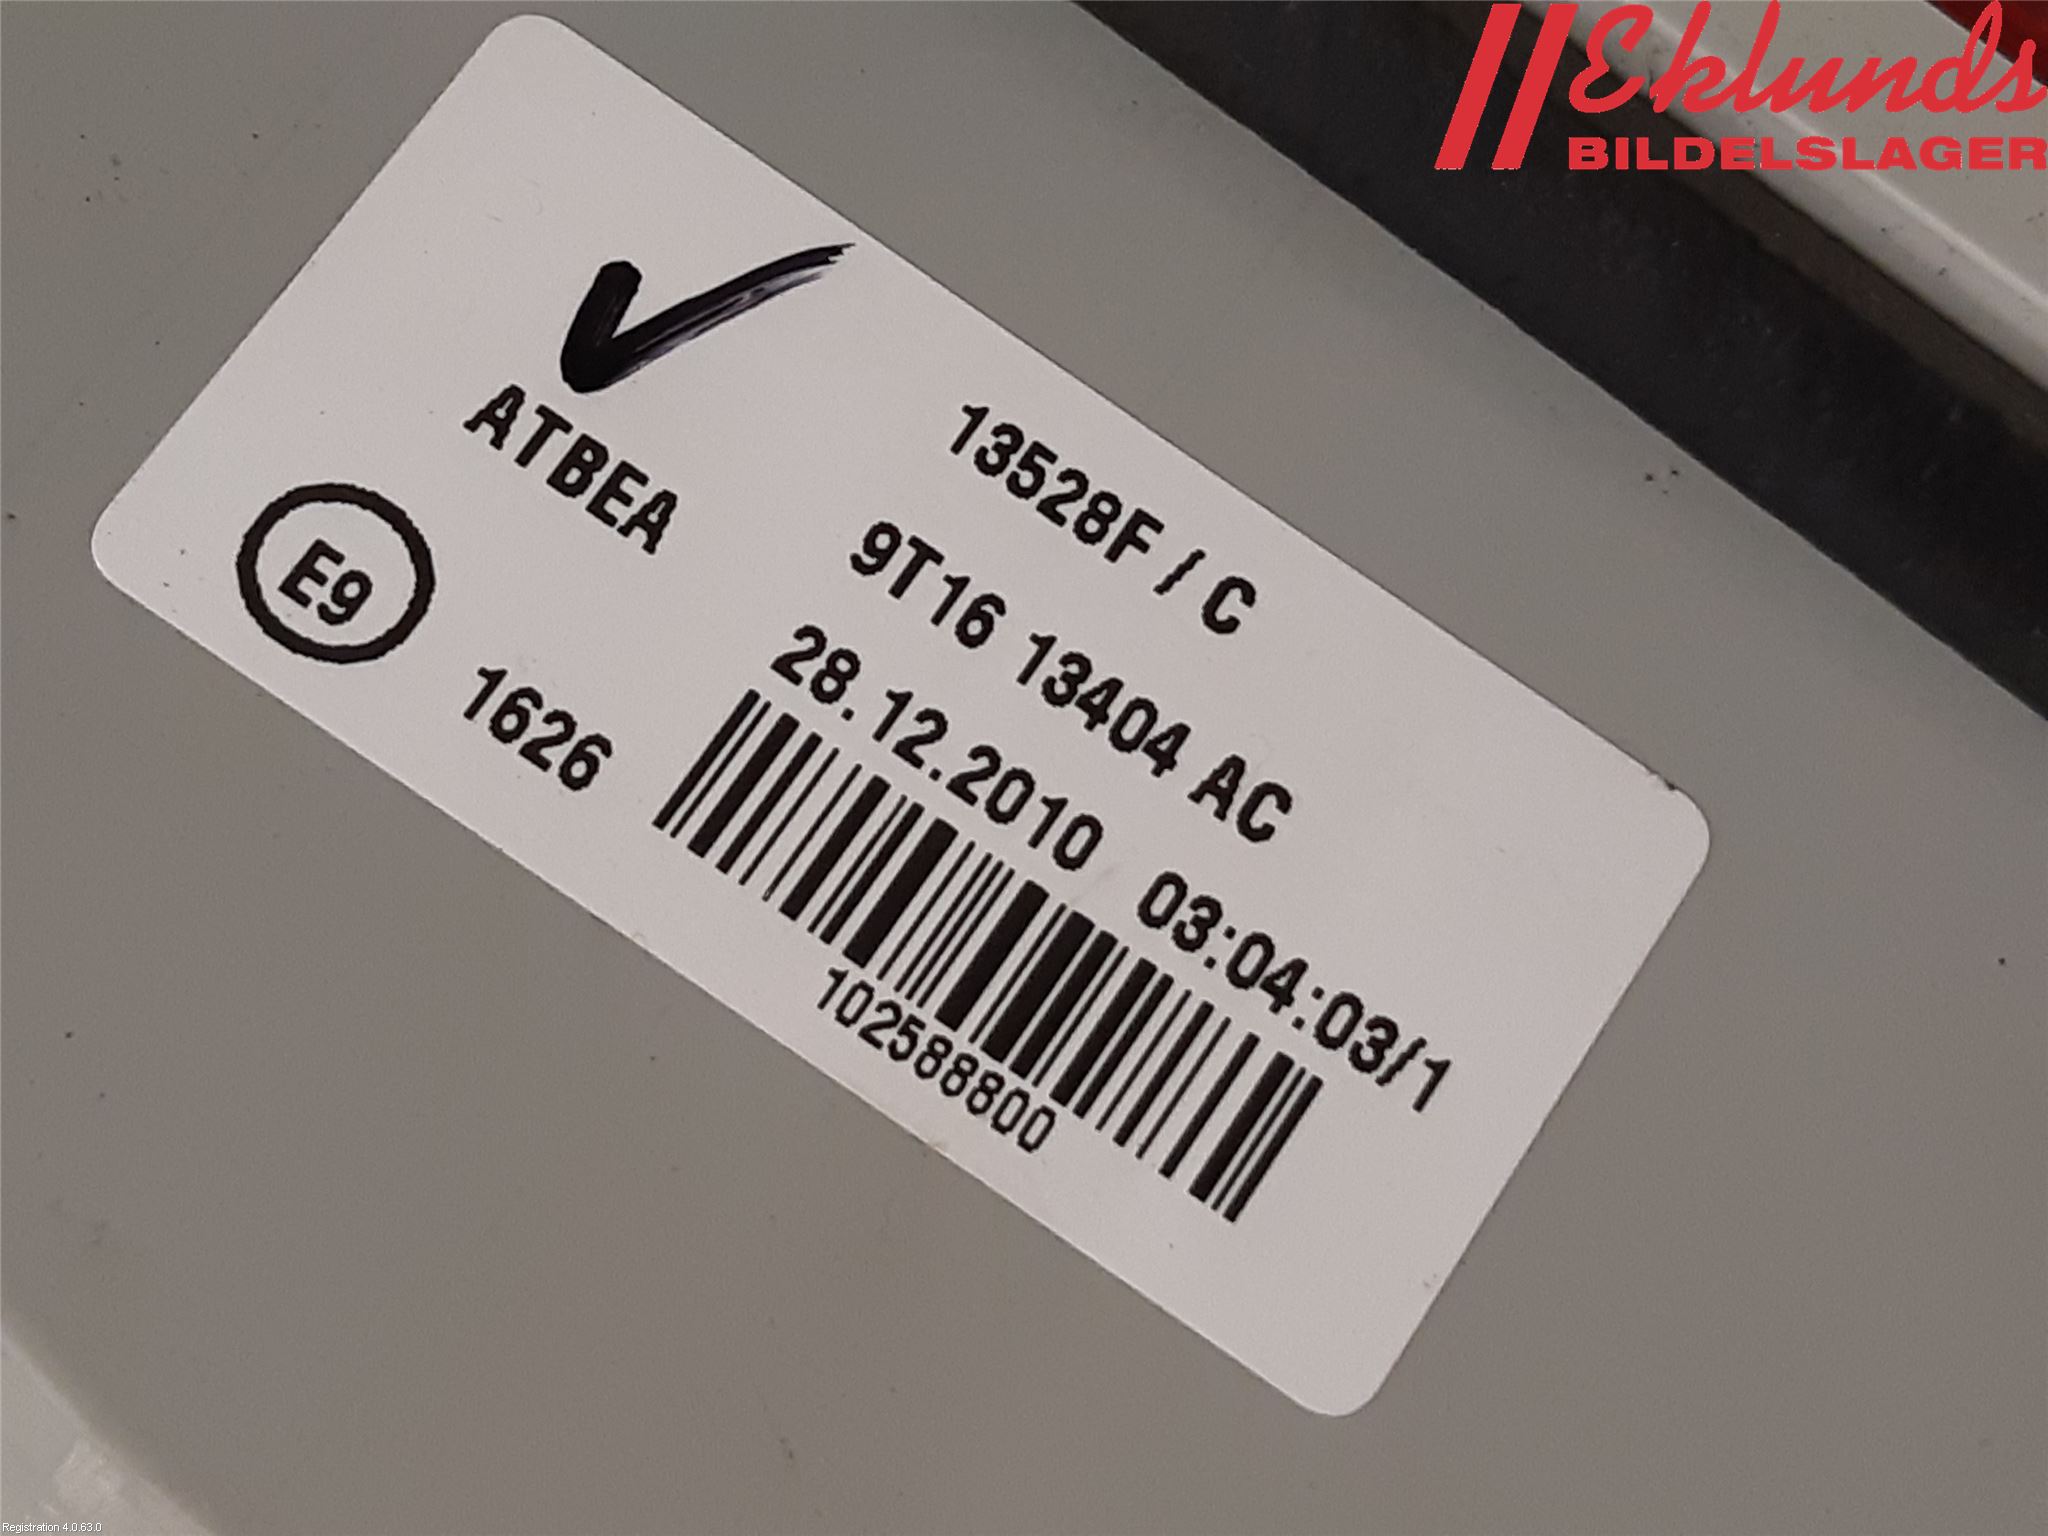 Eklunds
BILDELSLAGER
13528F / C
ATBEA
9T16 13404 AC
E9
28.12.2010 03:04:03/1
1626
102588800
Registration 4.0.63.0